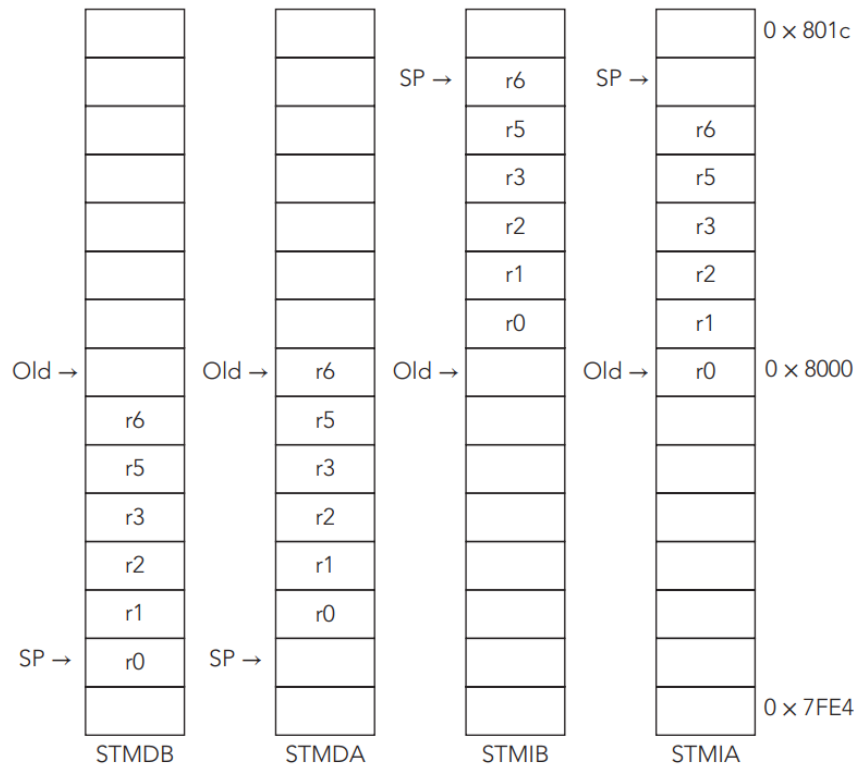 0 × 801c
SP → r6 SP →
r5 r6
r3 r5
r2 r3
r1 r2
r0 r1
Old → Old → r6 Old → Old → r0 0 × 8000
r6 r5
r5 r3
r3 r2
r2 r1
r1 r0
SP → r0 SP →
0 × 7FE4
STMDB STMDA STMIB STMIA